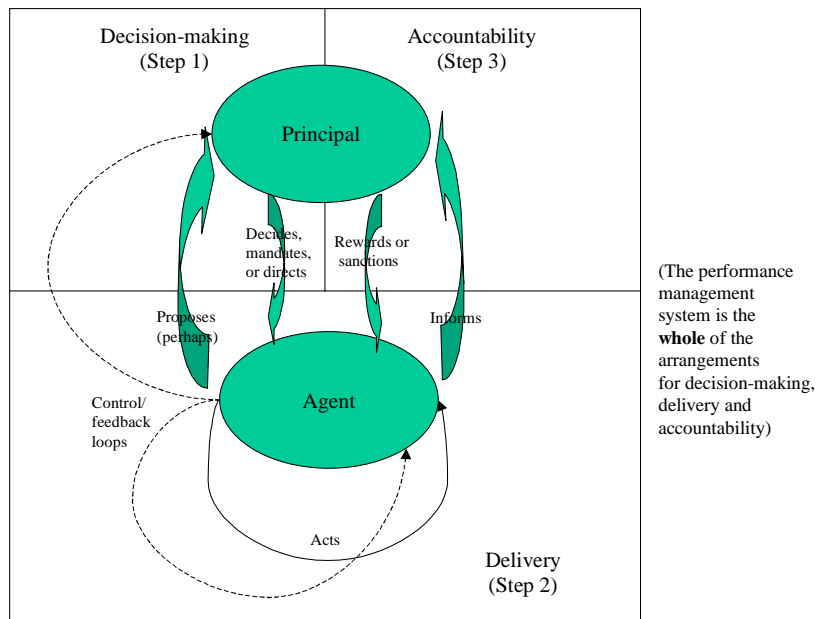 Decision-making
(Step 1)
Accountability
(Step 3)
Principal
Decides,
mandates,
or directs
Rewards or
sanctions
Proposes
(perhaps)
Informs
(The performance
management
system is the
whole of the
arrangements
for decision-making,
delivery and
accountability)
Agent
Control/
feedback
loops
Acts
Delivery
(Step 2)